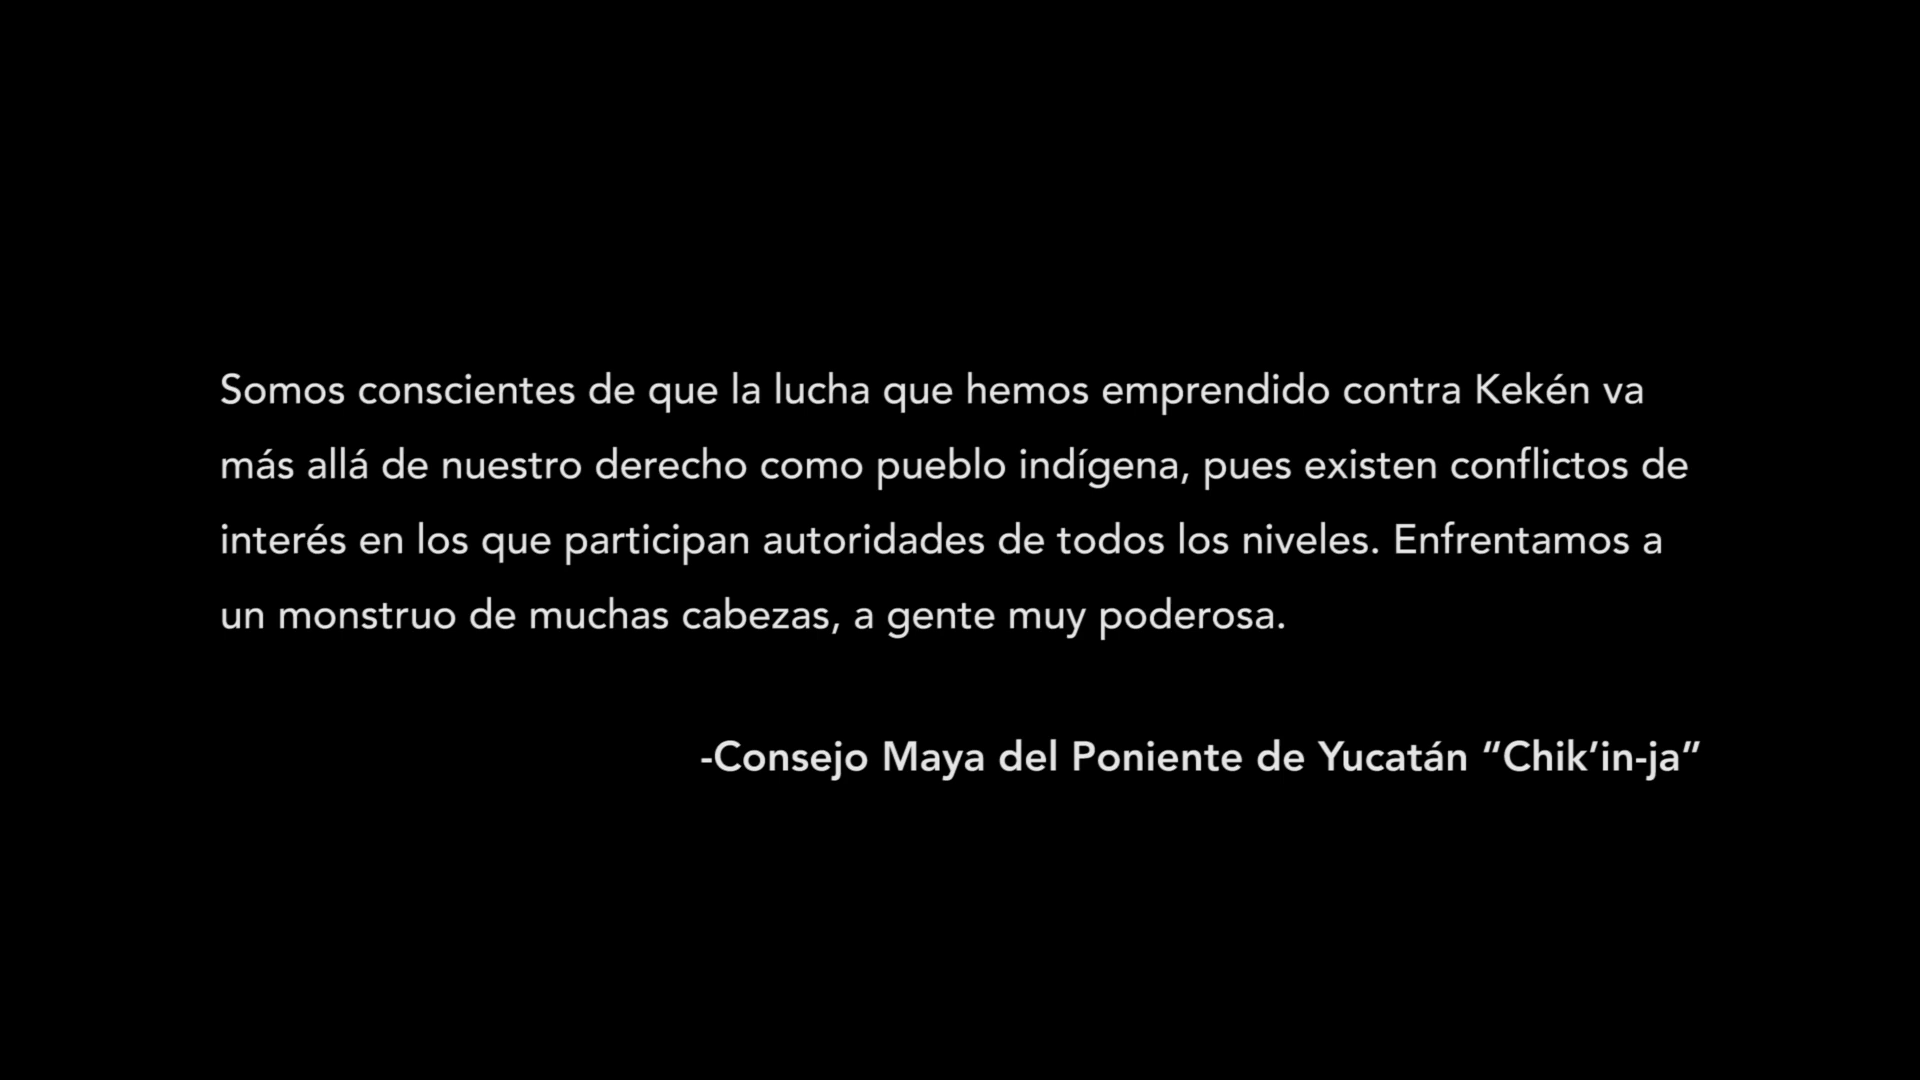 Somos conscientes de que la lucha que hemos emprendido contra Kekén va
más allá de nuestro derecho como pueblo indígena, pues existen conflictos de
interés en los que participan autoridades de todos los niveles. Enfrentamos a
un monstruo de muchas cabezas, a gente muy poderosa.
-Consejo Maya del Poniente de Yucatán “Chik’in-ja”